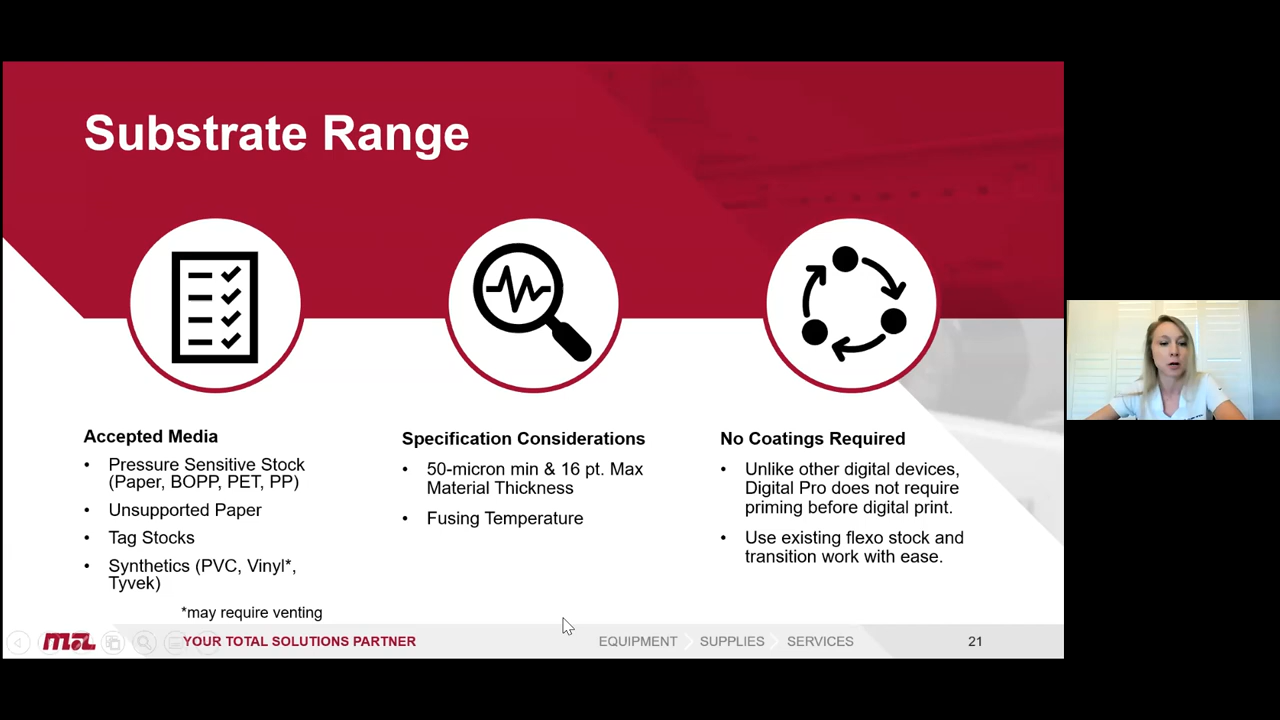 Substrate Range
Accepted Media
• Pressure Sensitive Stock
(Paper, BOPP, PET, PP)
• Unsupported Paper
• Tag Stocks
• Synthetics (PVC, Vinyl*,
Tyvek)
*may require venting
Specification Considerations
• 50-micron min & 16 pt. Max
Material Thickness
• Fusing Temperature
No Coatings Required
• Unlike other digital devices,
Digital Pro does not require
priming before digital print.
• Use existing flexo stock and
transition work with ease.
YOUR TOTAL SOLUTIONS PARTNER
EQUIPMENT SUPPLIES SERVICES
21